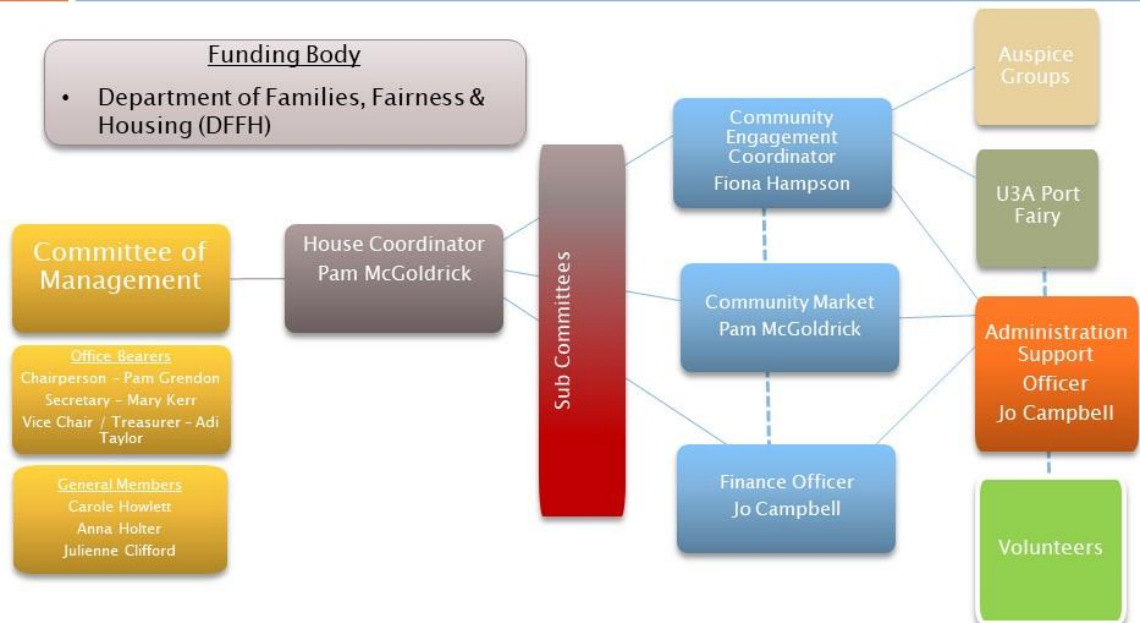 Funding Body
• Department of Families, Fairness &
Housing (DFFH)
Committee of
Management
Office Bearers
Chairperson – Pam Grendon
Secretary – Mary Kerr
Vice Chair / Treasurer – Adi
Taylor
General Members
Carole Howlett
Anna Holter
Julienne Clifford
House Coordinator
Pam McGoldrick
Sub Committees
Community
Engagement
Coordinator
Fiona Hampson
Community Market
Pam McGoldrick
Finance Officer
Jo Campbell
Auspice
Groups
U3A Port
Fairy
Administration
Support
Officer
Jo Campbell
Volunteers